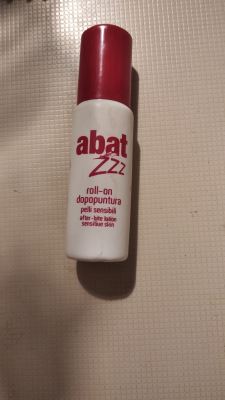 abat
ZZZ
roll-on
dopopuntura
pelli sensibili
after-bite lotion
sensitive skin